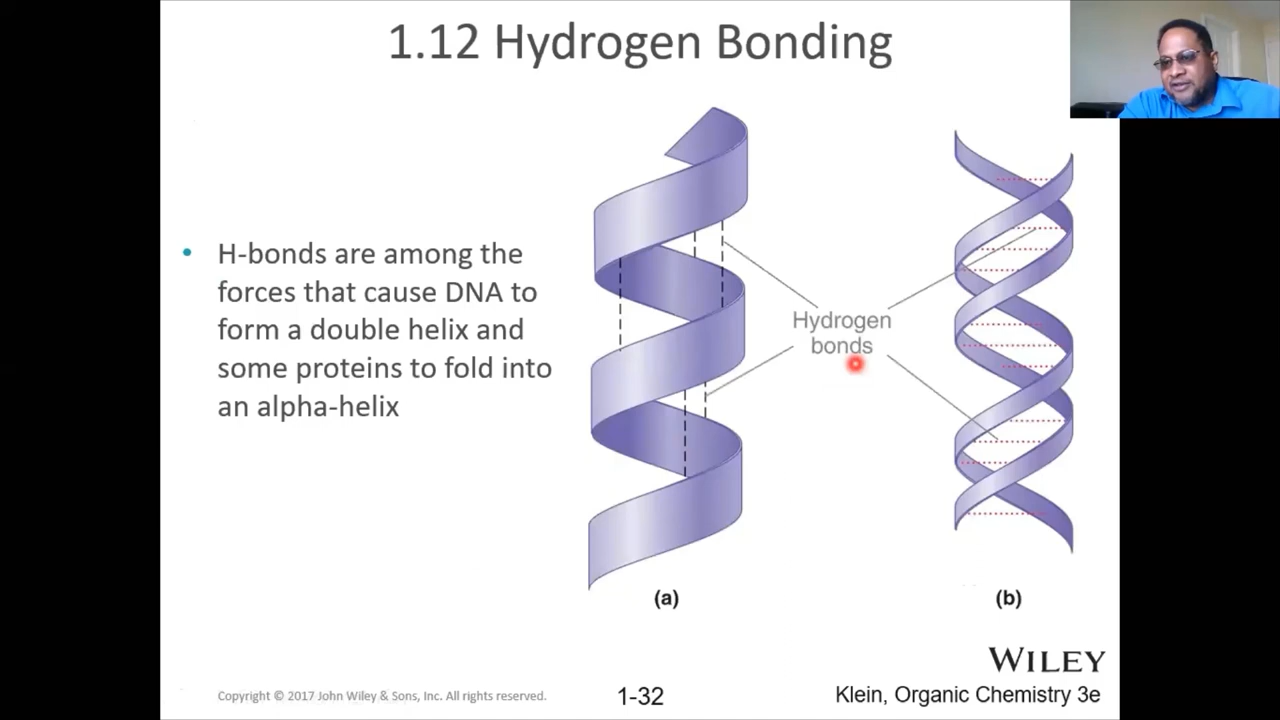 1.12 Hydrogen Bonding
• H-bonds are among the
forces that cause DNA to
form a double helix and
some proteins to fold into
an alpha-helix
Hydrogen
bonds
(a)
(b)
WILEY
Copyright © 2017 John Wiley & Sons, Inc. All rights reserved.
1-32
Klein, Organic Chemistry 3e